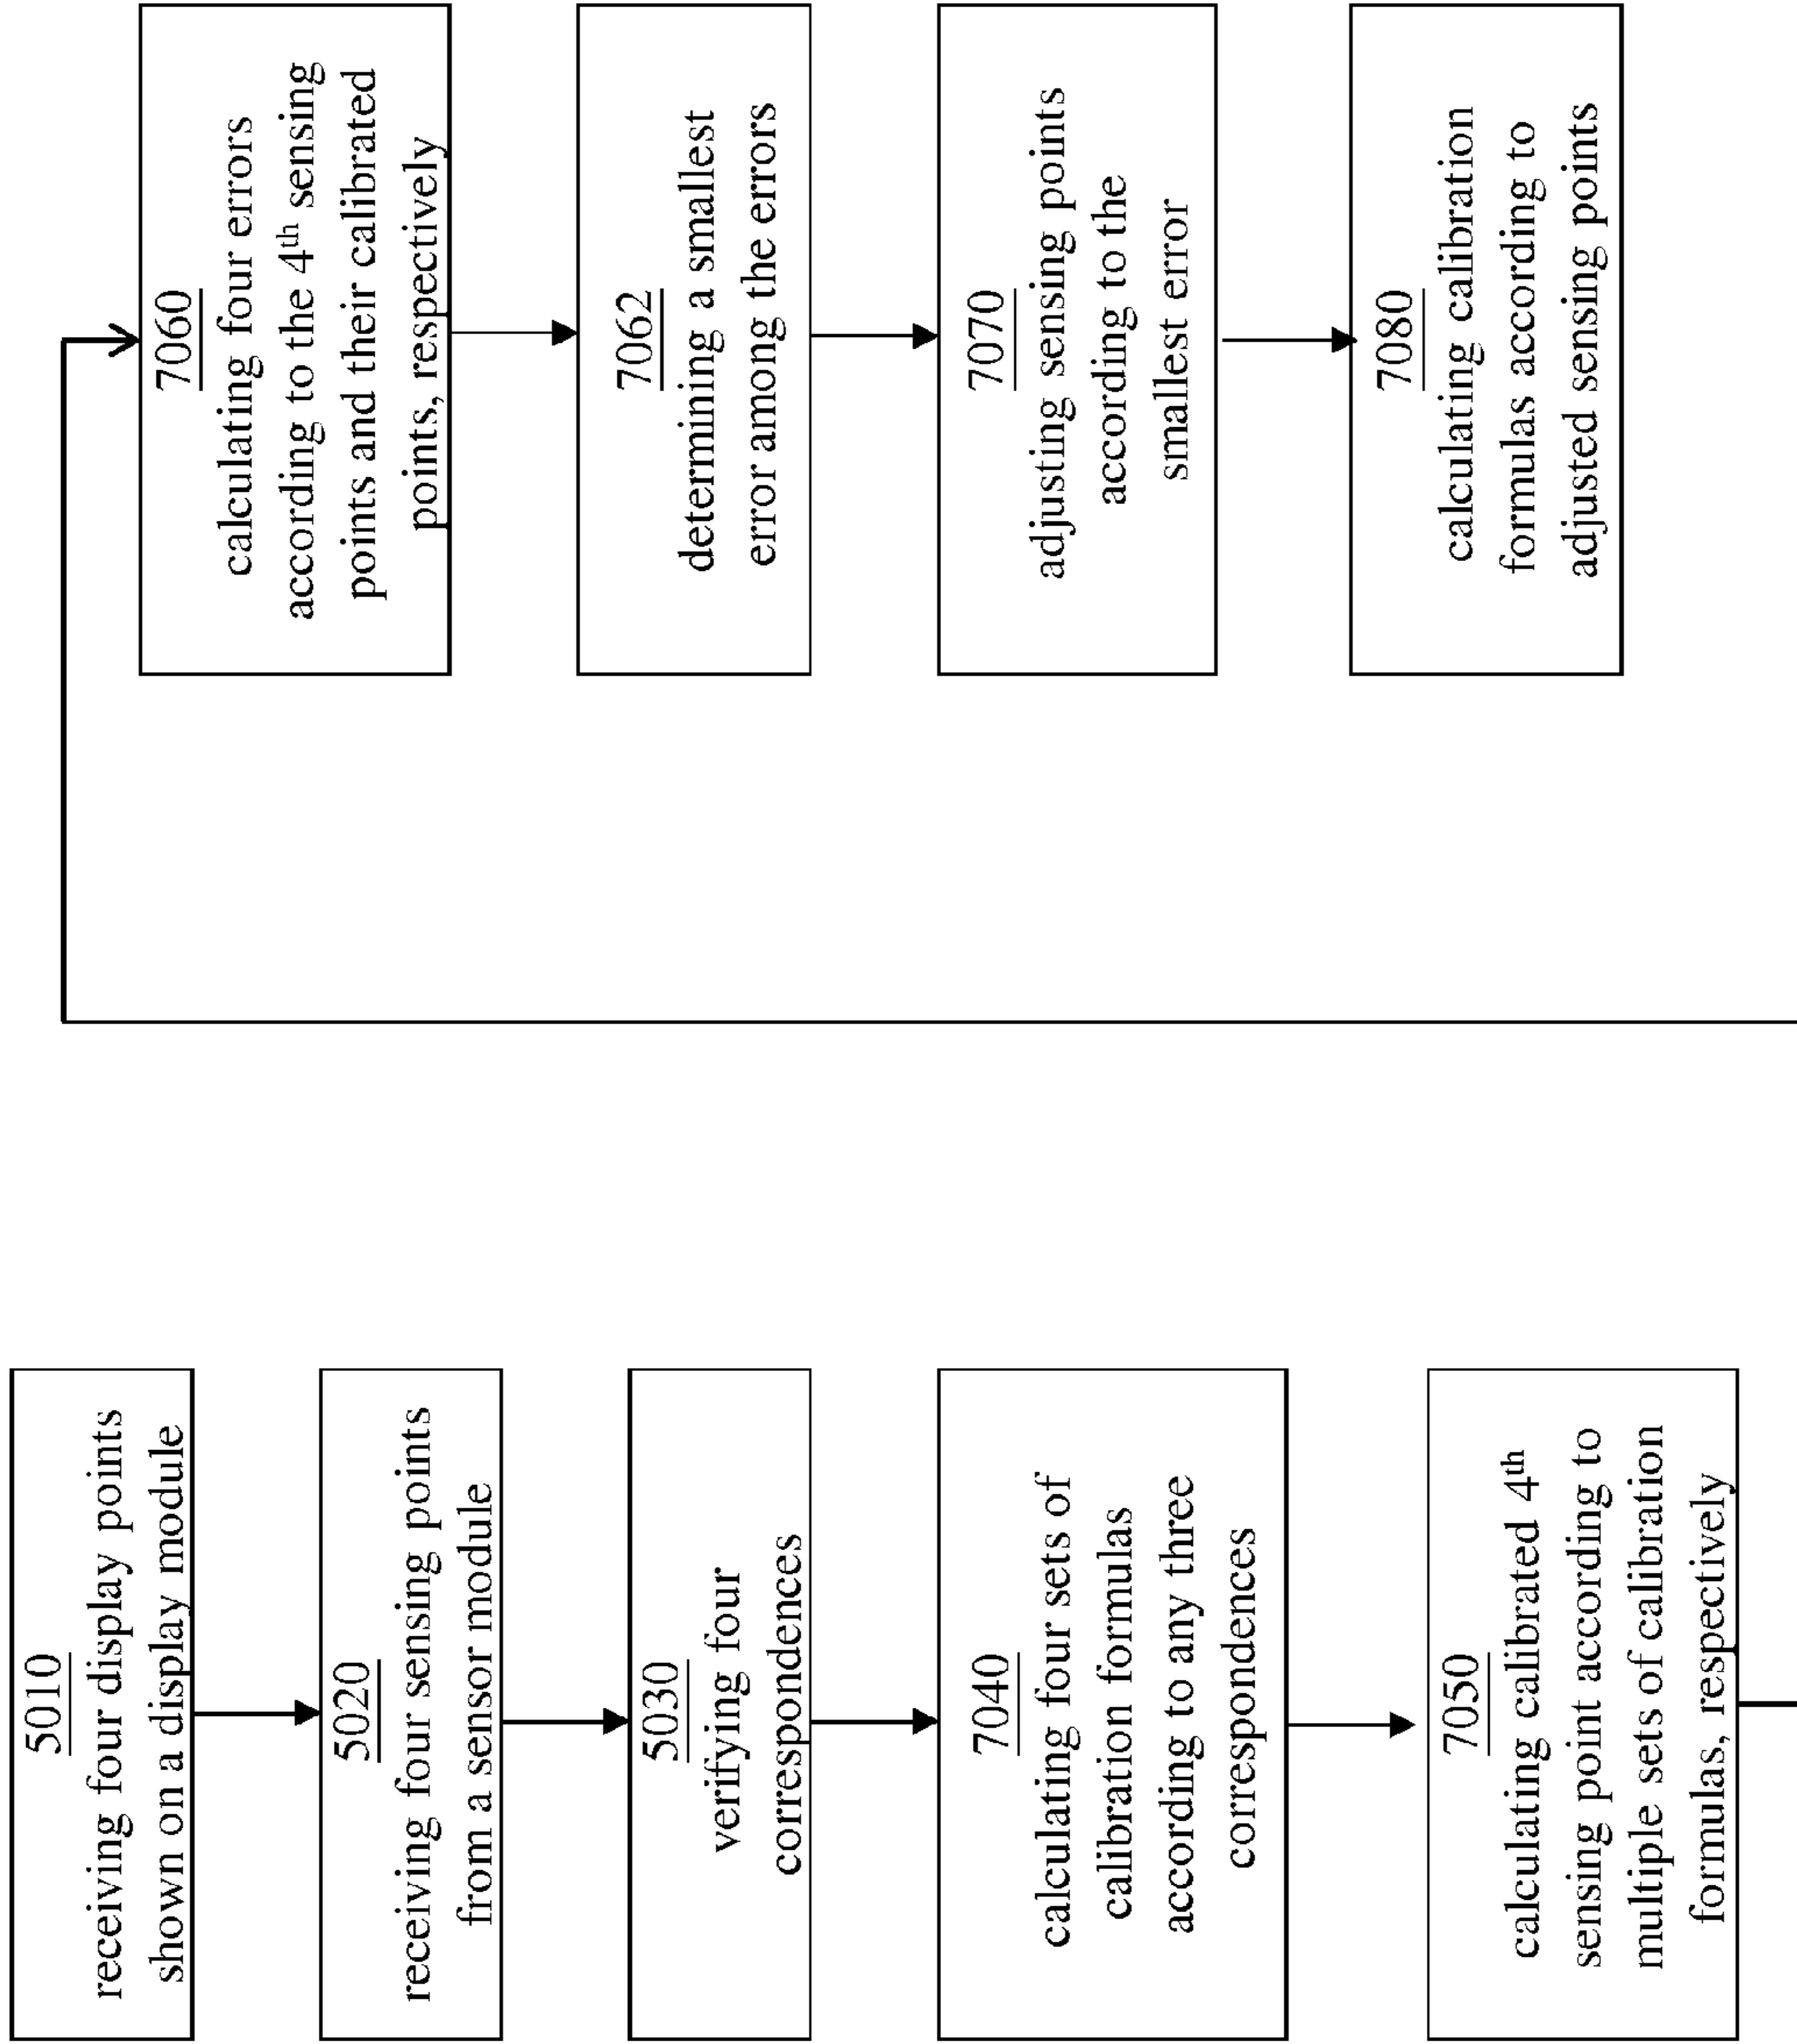 5010
receiving four display points
shown on a display module
5020
receiving four sensing points
from a sensor module
5030
verifying four
correspondences
7040
calculating four sets of
calibration formulas
according to any three
correspondences
7050
calculating calibrated 4th
sensing point according to
multiple sets of calibration
formulas, respectively
7060
calculating four errors
according to the 4th sensing
points and their calibrated
points, respectively
7062
determining a smallest
error among the errors
7070
adjusting sensing points
according to the
smallest error
7080
calculating calibration
formulas according to
adjusted sensing points